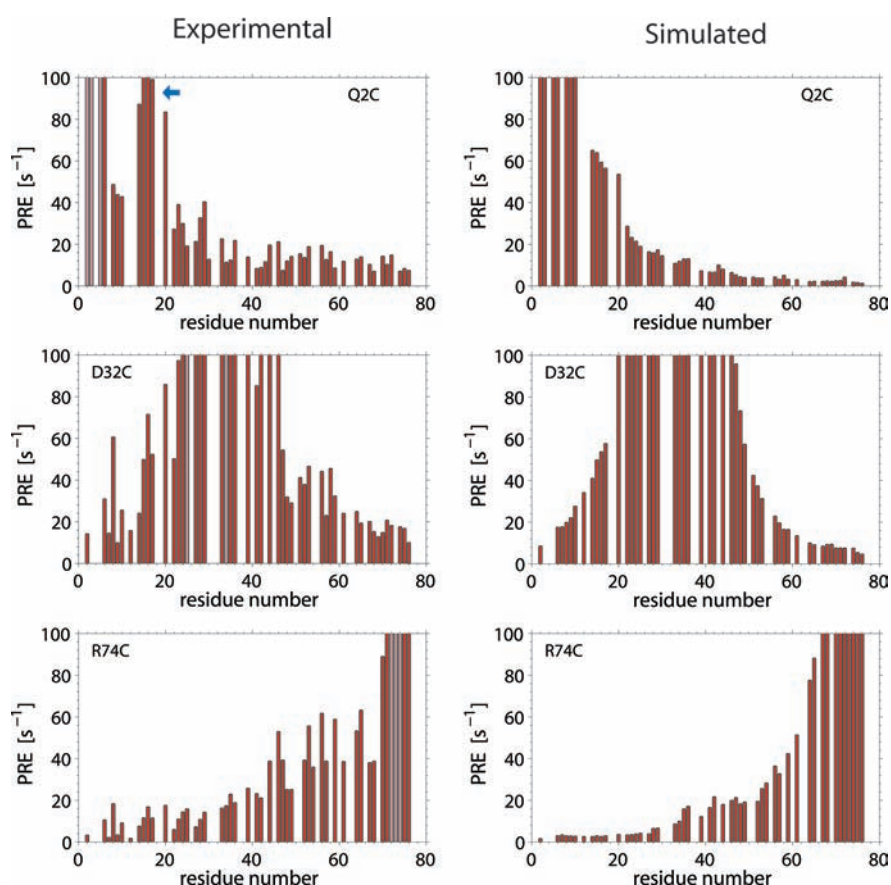 Experimental Simulated
100 100
Q2C Q2C
80 80
60 60
PRE [s⁻¹] PRE [s⁻¹]
40 40
20 20
0 0
0 20 40 60 80 0 20 40 60 80
residue number residue number
100 100
D32C D32C
80 80
60 60
PRE [s⁻¹] PRE [s⁻¹]
40 40
20 20
0 0
0 20 40 60 80 0 20 40 60 80
residue number residue number
100 100
R74C R74C
80 80
60 60
PRE [s⁻¹] PRE [s⁻¹]
40 40
20 20
0 0
0 20 40 60 80 0 20 40 60 80
residue number residue number